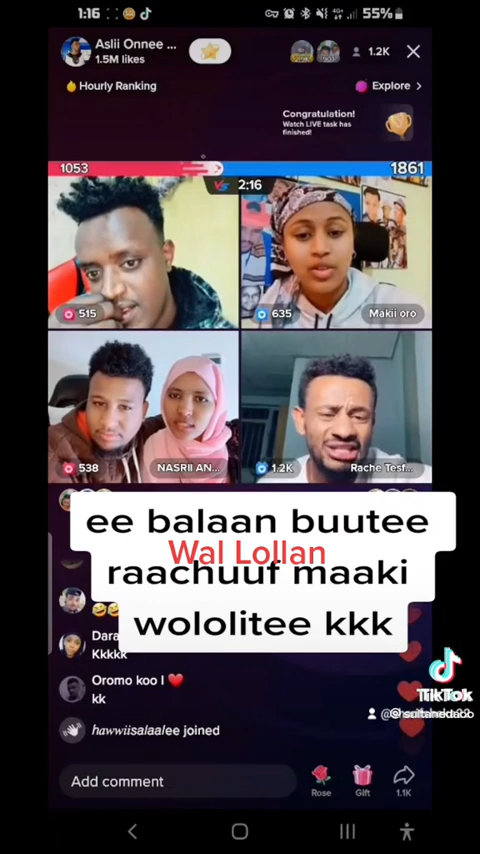 1:16
4G+
55%
Aslii Onnee ...
1.5M likes
1.2K
Hourly Ranking
Explore >
Congratulation!
Watch LIVE task has
finished!
1053
VS 2:16
1861
515
635
Makii oro
538
NASRII AN...
1.2K
Rache Tesf...
ee balaan buutee
Wal Lollan
raachuuf maaki
wololitee kkk
Dara
Kkkkk
Oromo koo I ❤️
kk
hawwiisalaalee joined
TikTok
Add comment
Rose
Gift
1.1K